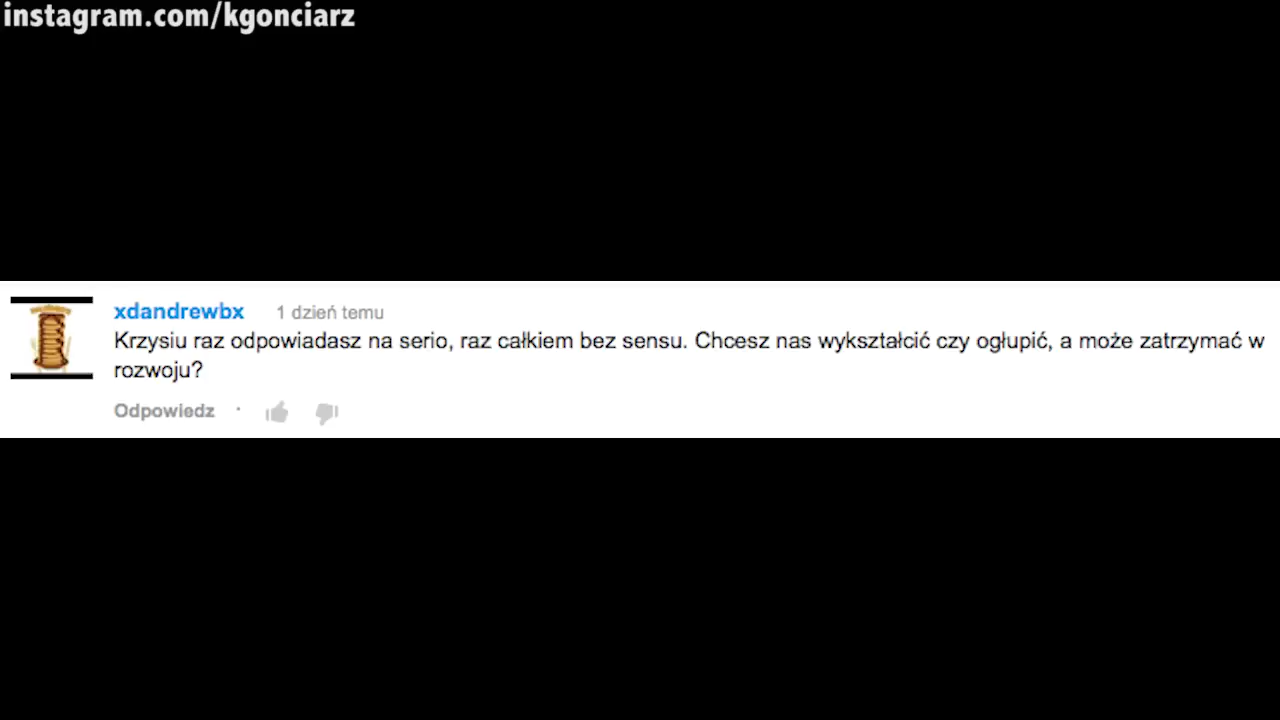 instagram.com/kgonciarz
xdandrewbx 1 dzień temu
Krzysiu raz odpowiadasz na serio, raz całkiem bez sensu. Chcesz nas wykształcić czy ogłupić, a może zatrzymać w
rozwoju?
Odpowiedz ·